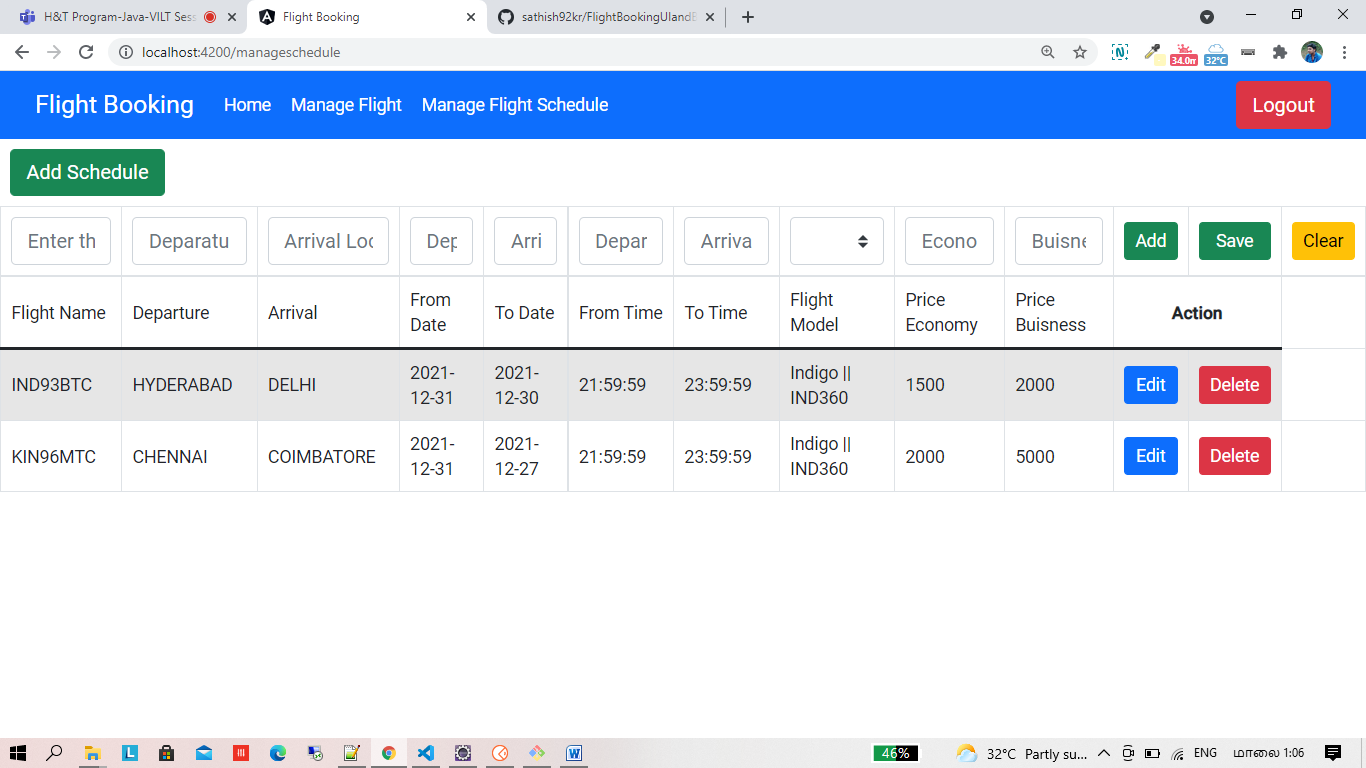 H&T Program-Java-VILT Sess
Flight Booking
sathish92kr/FlightBookingUIandB
localhost:4200/manageschedule
34.0m
32°C
Flight Booking
Home
Manage Flight
Manage Flight Schedule
Logout
Add Schedule
Enter th
Deparatu
Arrival Loc
Dep
Arri
Depar
Arriva
Econo
Buisne
Add
Save
Clear
Flight Name
Departure
Arrival
From
Date
To Date
From Time
To Time
Flight
Model
Price
Economy
Price
Buisness
Action
IND93BTC
HYDERABAD
DELHI
2021-
12-31
2021-
12-30
21:59:59
23:59:59
Indigo ||
IND360
1500
2000
Edit
Delete
KIN96MTC
CHENNAI
COIMBATORE
2021-
12-31
2021-
12-27
21:59:59
23:59:59
Indigo ||
IND360
2000
5000
Edit
Delete
46%
32°C Partly su...
ENG
மாலை 1:06